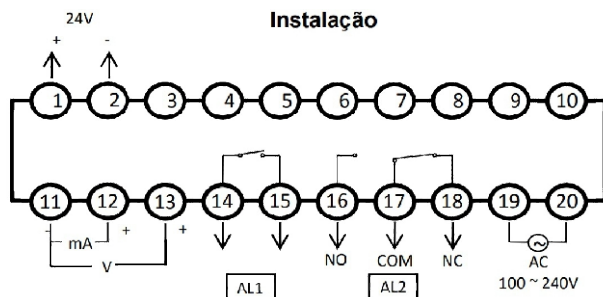 Instalação
24V
+ -
1 2 3 4 5 6 7 8 9 10
11 12 13 14 15 16 17 18 19 20
- mA + +
V
NO COM NC AC
AL1 AL2 100 ~ 240V